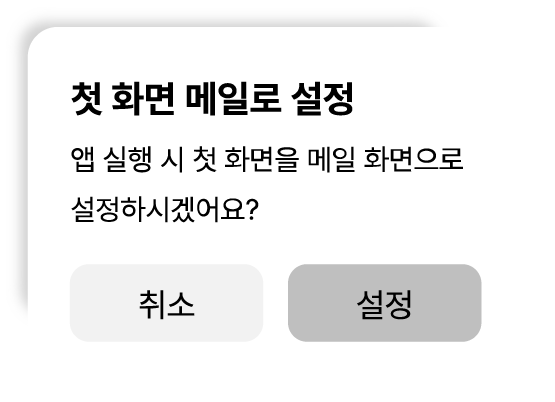 첫 화면 메일로 설정
앱 실행 시 첫 화면을 메일 화면으로
설정하시겠어요?
취소
설정